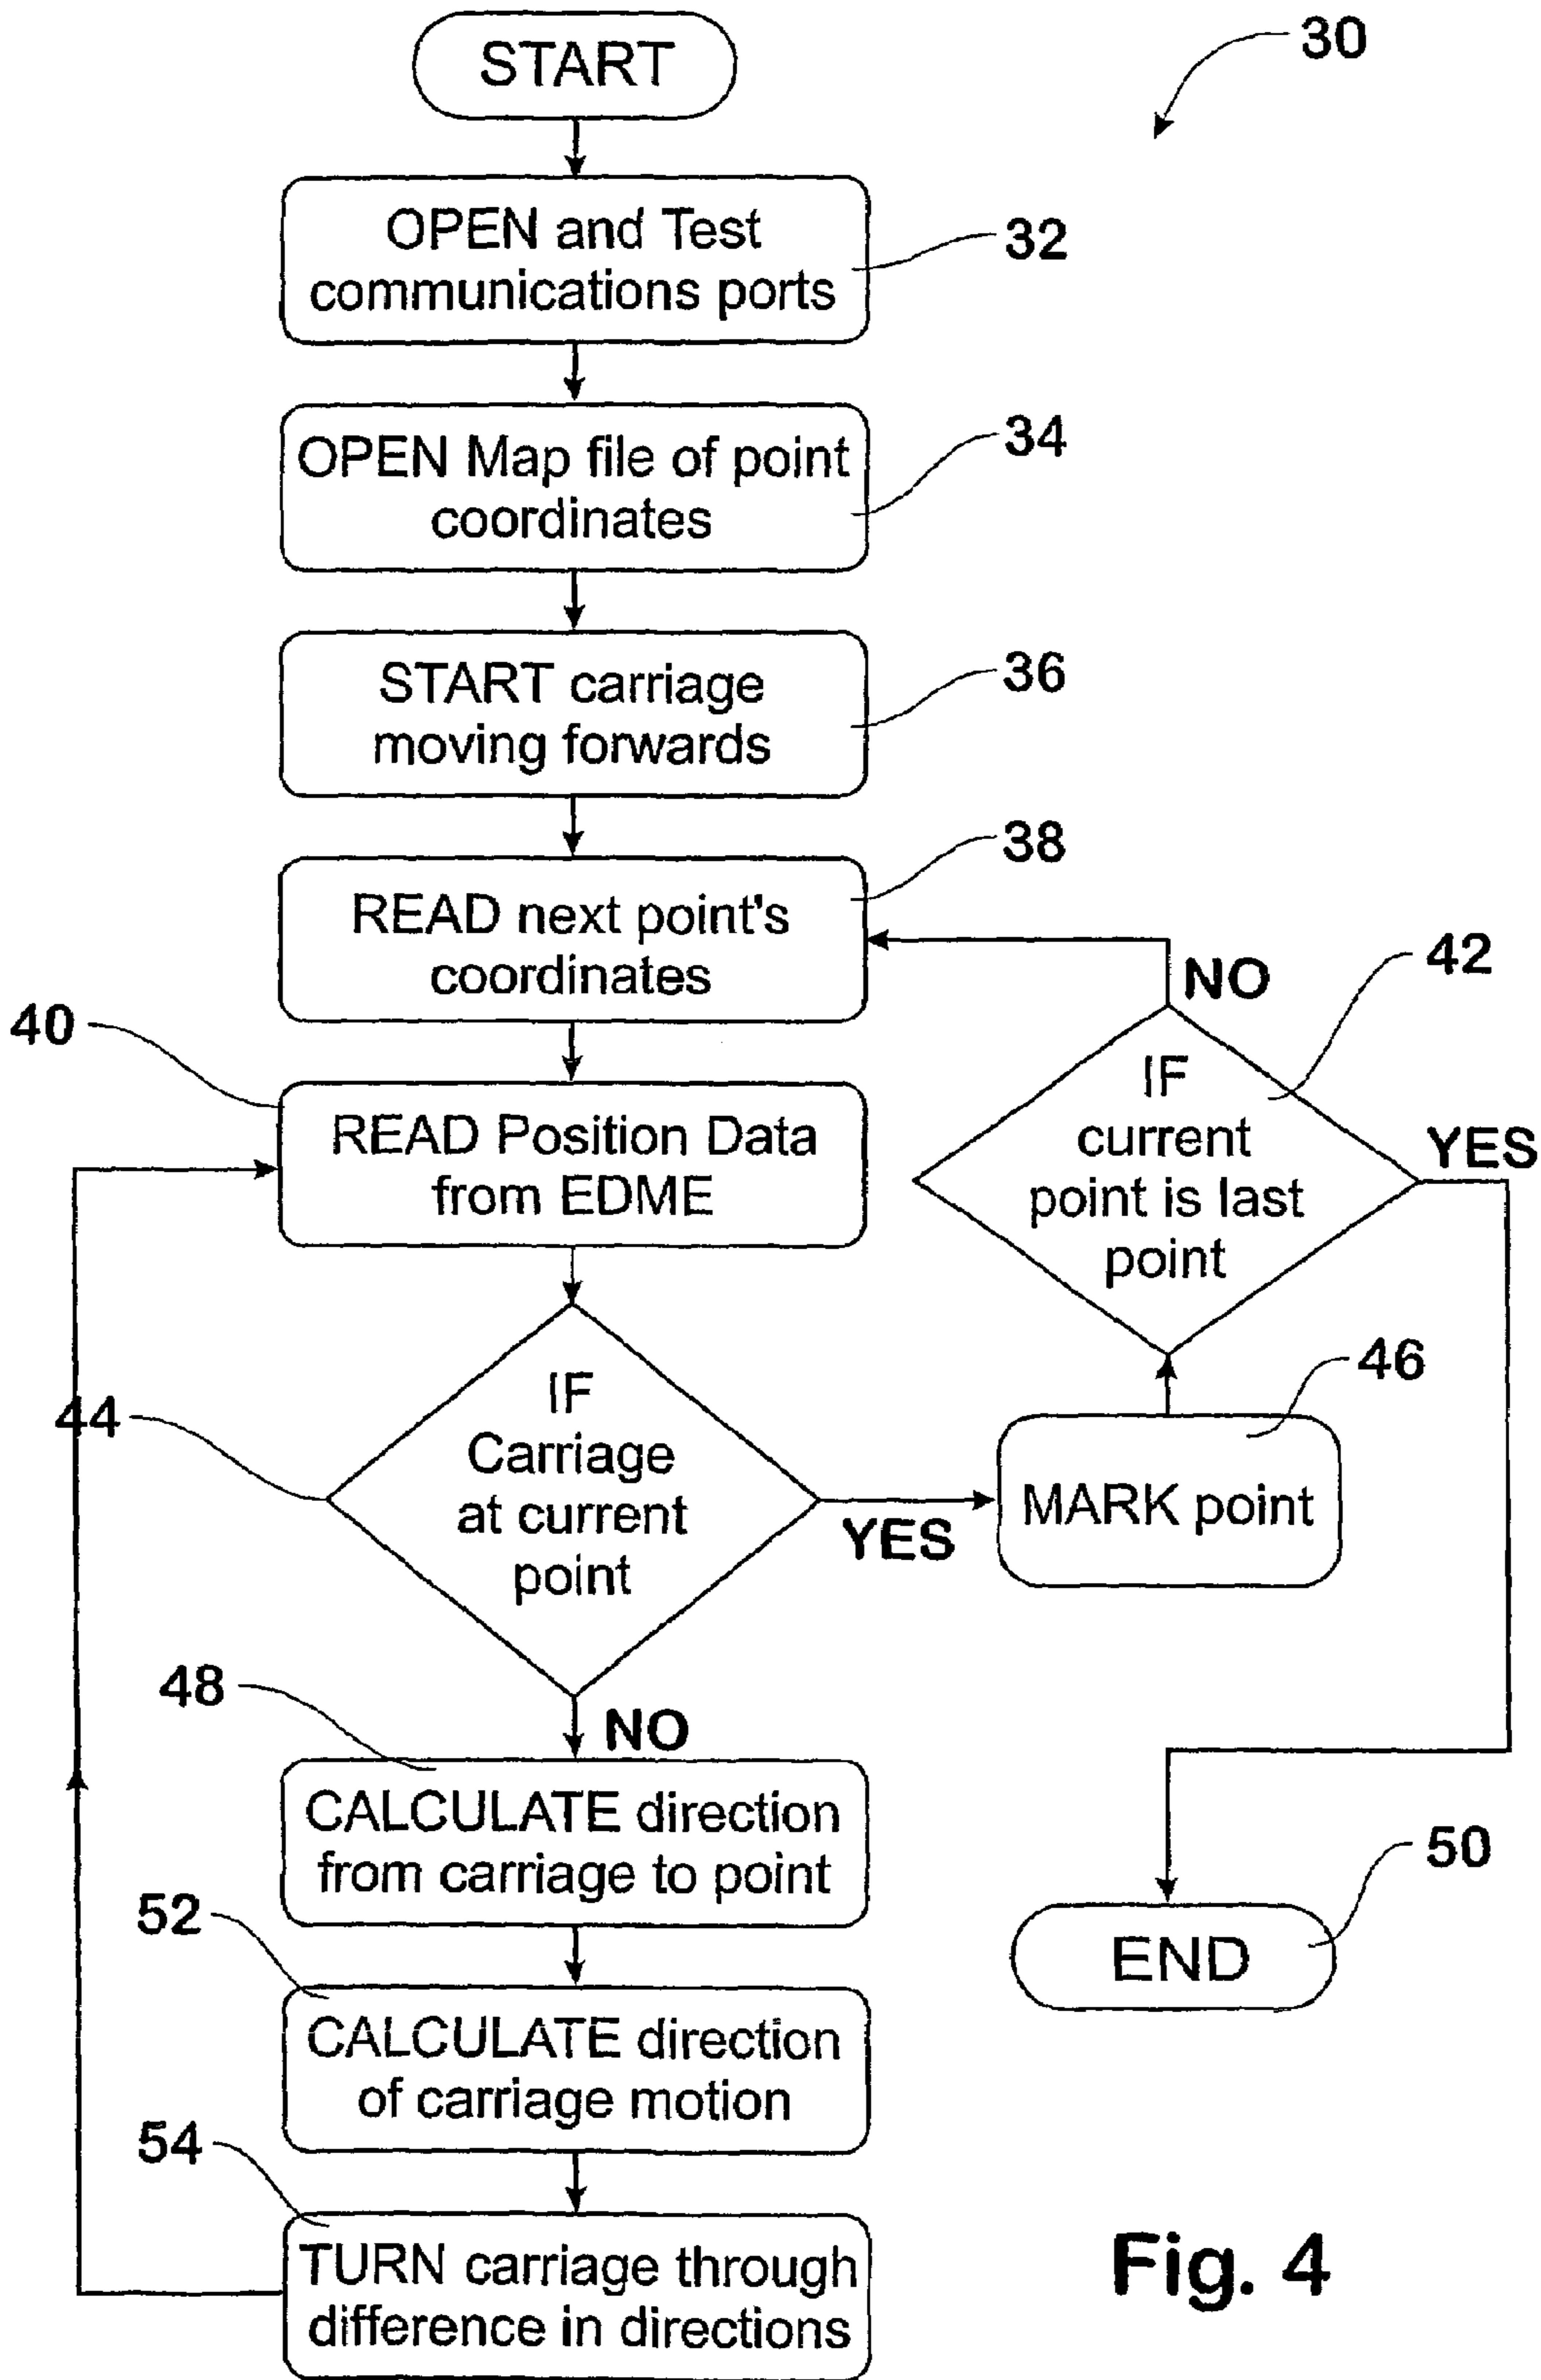 START
30
OPEN and Test
communications ports
32
OPEN Map file of point
coordinates
34
START carriage
moving forwards
36
READ next point's
coordinates
38
NO
42
40
READ Position Data
from EDME
IF
current
point is last
point
YES
44
IF
Carriage
at current
point
YES
MARK point
46
NO
48
CALCULATE direction
from carriage to point
50
END
52
CALCULATE direction
of carriage motion
54
TURN carriage through
difference in directions
Fig. 4